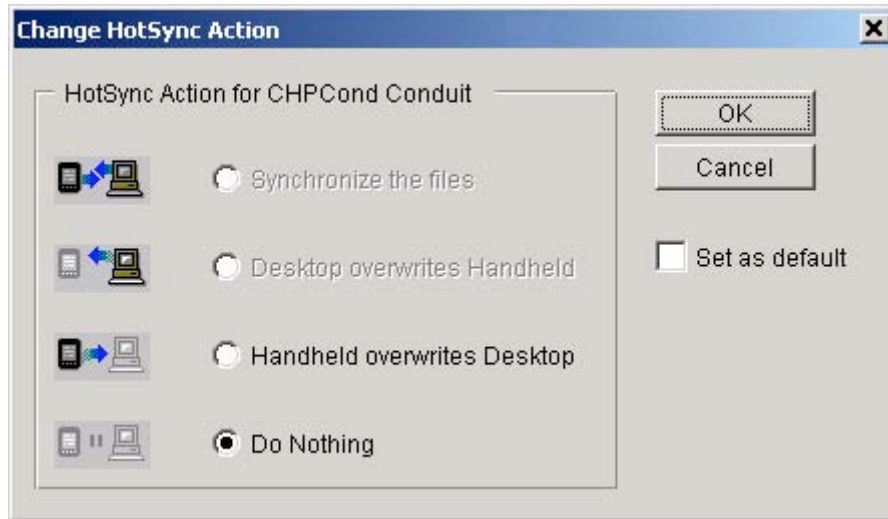 Change HotSync Action
HotSync Action for CHPCond Conduit
Synchronize the files
Desktop overwrites Handheld
Handheld overwrites Desktop
Do Nothing
OK
Cancel
Set as default